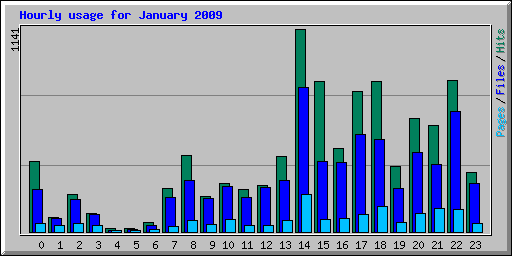 Hourly usage for January 2009
1141
Pages/Files/Hits
0 1 2 3 4 5 6 7 8 9 10 11 12 13 14 15 16 17 18 19 20 21 22 23